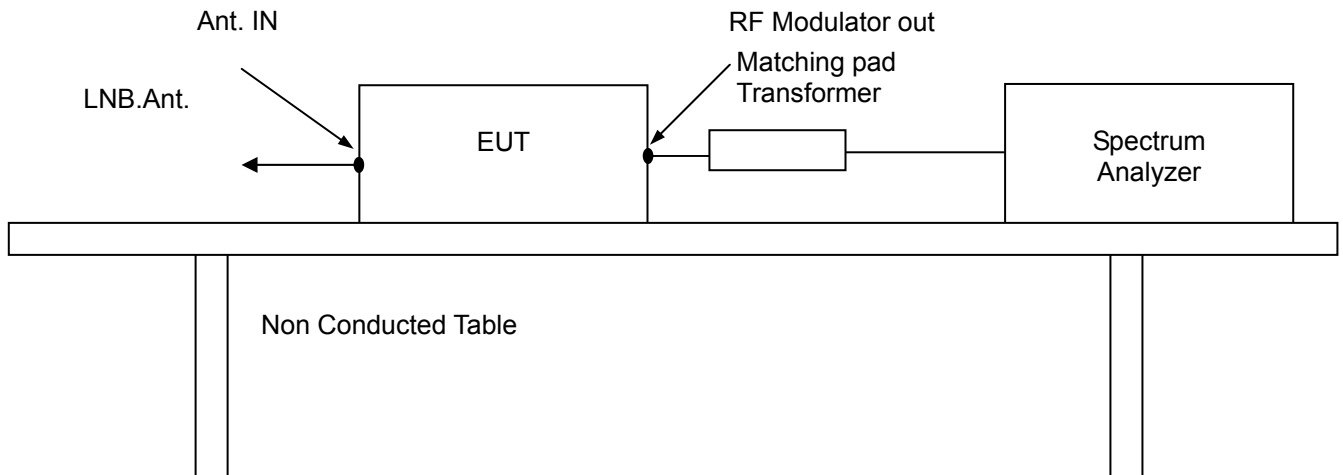 Ant. IN
RF Modulator out
Matching pad
Transformer
LNB.Ant.
EUT
Spectrum
Analyzer
Non Conducted Table